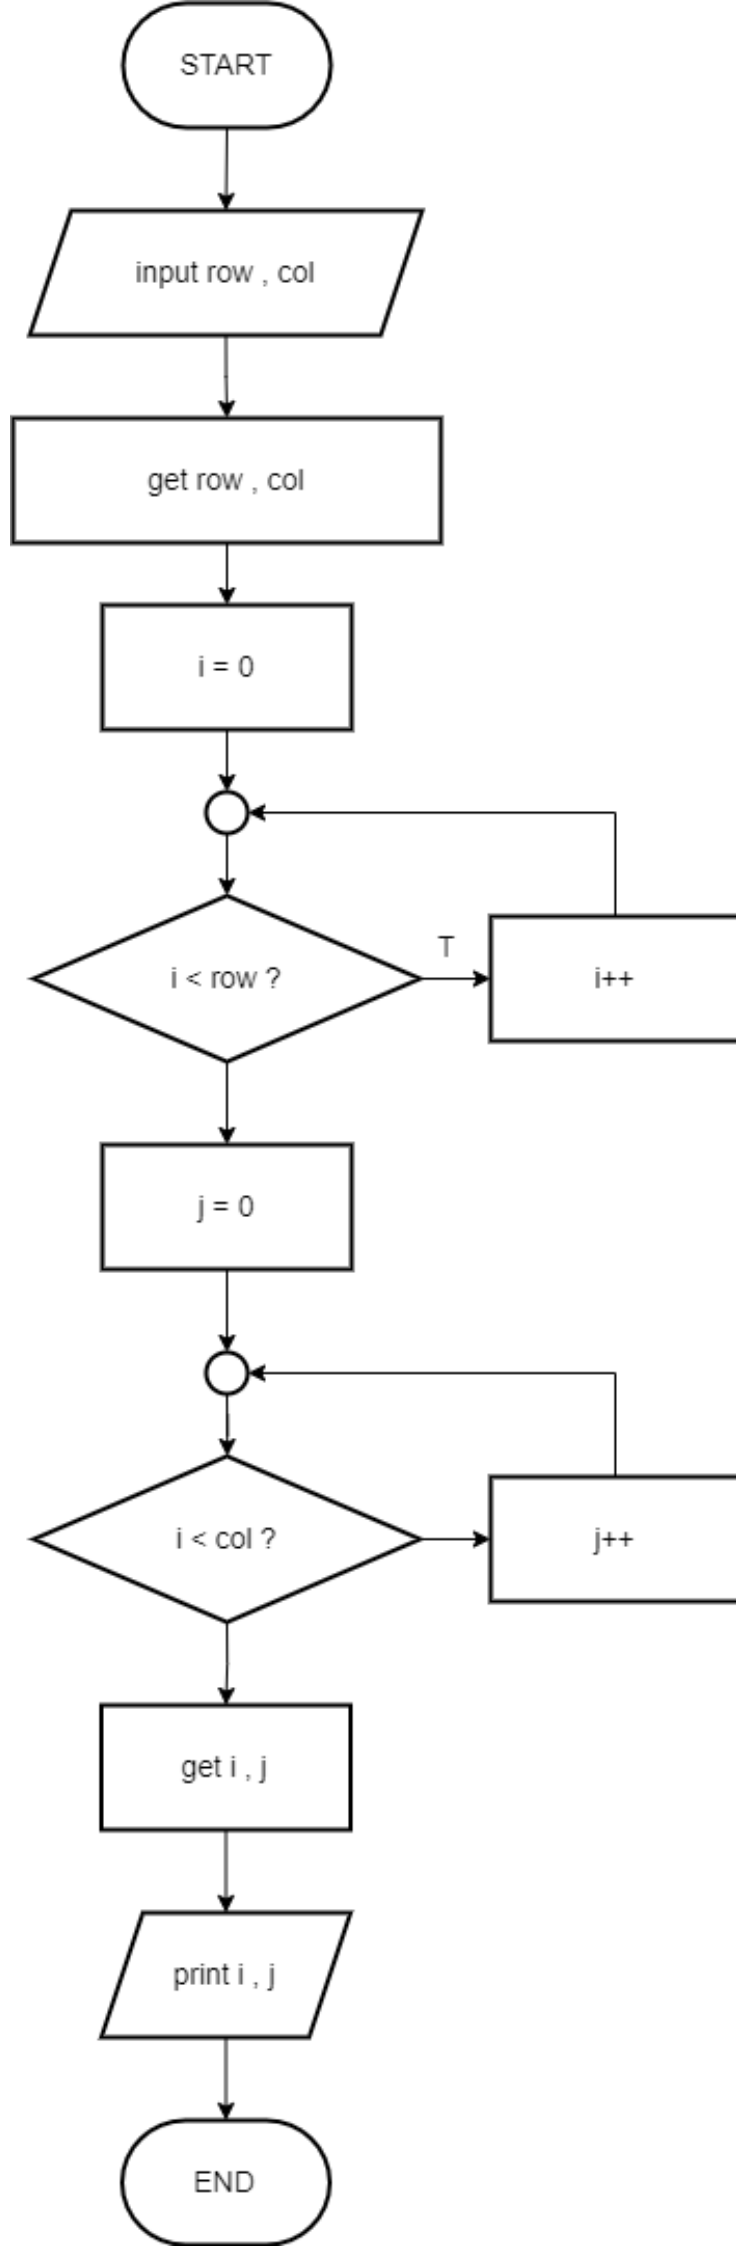 START
input row , col
get row , col
i = 0
i < row ?
T
i++
j = 0
i < col ?
j++
get i , j
print i , j
END